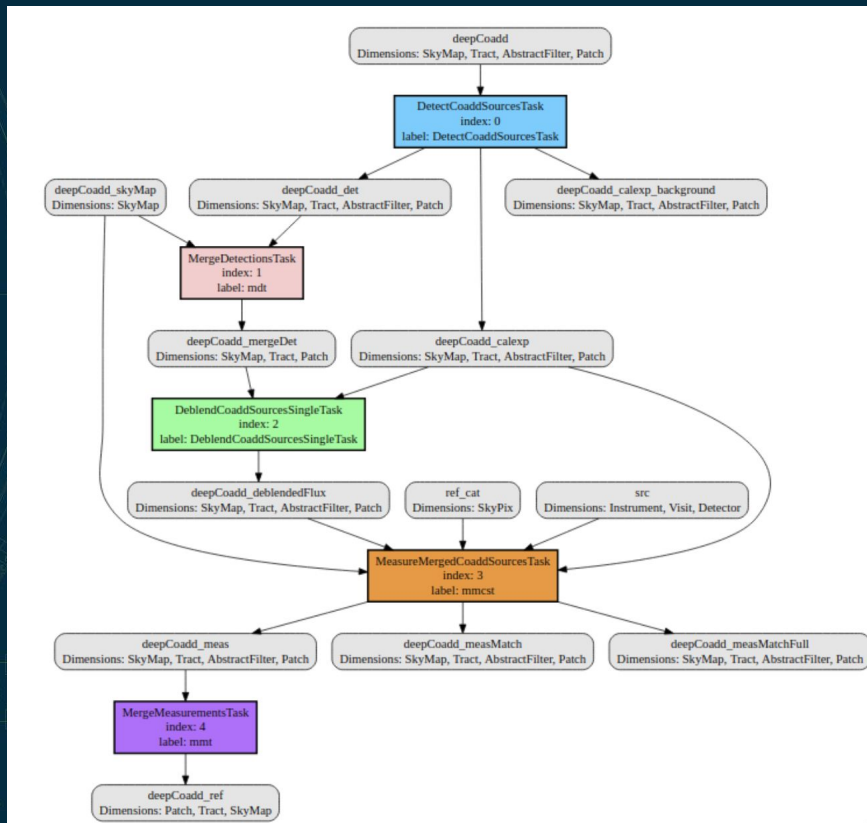 deepCoadd
Dimensions: SkyMap, Tract, AbstractFilter, Patch
DetectCoaddSourcesTask
index: 0
label: DetectCoaddSourcesTask
deepCoadd_skyMap
Dimensions: SkyMap
deepCoadd_det
Dimensions: SkyMap, Tract, AbstractFilter, Patch
deepCoadd_calexp_background
Dimensions: SkyMap, Tract, AbstractFilter, Patch
MergeDetectionsTask
index: 1
label: mdt
deepCoadd_mergeDet
Dimensions: SkyMap, Tract, Patch
deepCoadd_calexp
Dimensions: SkyMap, Tract, AbstractFilter, Patch
DeblendCoaddSourcesSingleTask
index: 2
label: DeblendCoaddSourcesSingleTask
deepCoadd_deblendedFlux
Dimensions: SkyMap, Tract, AbstractFilter, Patch
ref_cat
Dimensions: SkyPix
src
Dimensions: Instrument, Visit, Detector
MeasureMergedCoaddSourcesTask
index: 3
label: mmcst
deepCoadd_meas
Dimensions: SkyMap, Tract, AbstractFilter, Patch
deepCoadd_measMatch
Dimensions: SkyMap, Tract, AbstractFilter, Patch
deepCoadd_measMatchFull
Dimensions: SkyMap, Tract, AbstractFilter, Patch
MergeMeasurementsTask
index: 4
label: mmt
deepCoadd_ref
Dimensions: Patch, Tract, SkyMap